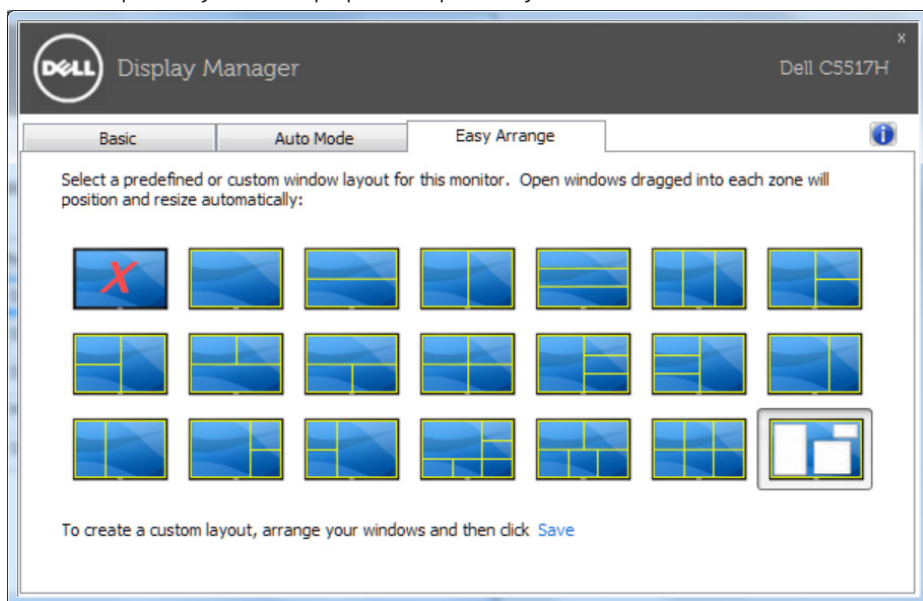 DELL Display Manager
x
Dell C5517H
Basic Auto Mode Easy Arrange
Select a predefined or custom window layout for this monitor. Open windows dragged into each zone will
position and resize automatically:
X
To create a custom layout, arrange your windows and then click Save